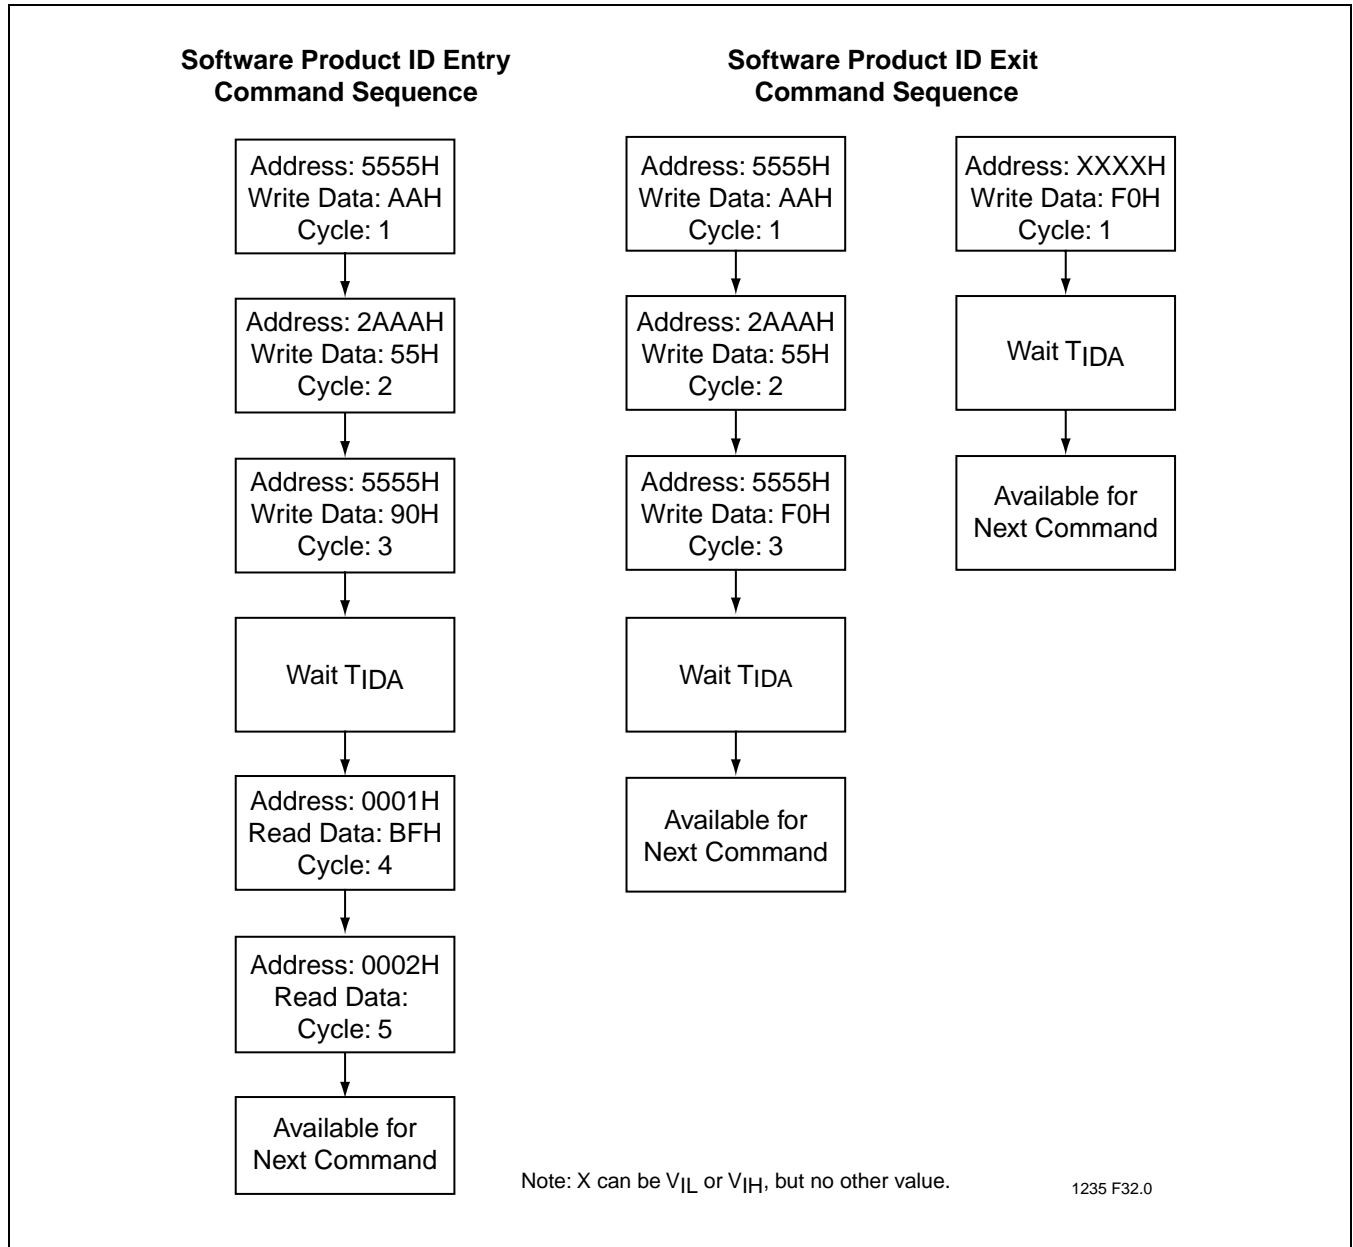 Software Product ID Entry
Command Sequence
Address: 5555H
Write Data: AAH
Cycle: 1
Address: 2AAAH
Write Data: 55H
Cycle: 2
Address: 5555H
Write Data: 90H
Cycle: 3
Wait TIDA
Address: 0001H
Read Data: BFH
Cycle: 4
Address: 0002H
Read Data:
Cycle: 5
Available for
Next Command
Software Product ID Exit
Command Sequence
Address: 5555H
Write Data: AAH
Cycle: 1
Address: 2AAAH
Write Data: 55H
Cycle: 2
Address: 5555H
Write Data: F0H
Cycle: 3
Wait TIDA
Available for
Next Command
Address: XXXXH
Write Data: F0H
Cycle: 1
Wait TIDA
Available for
Next Command
Note: X can be VIL or VIH, but no other value.
1235 F32.0